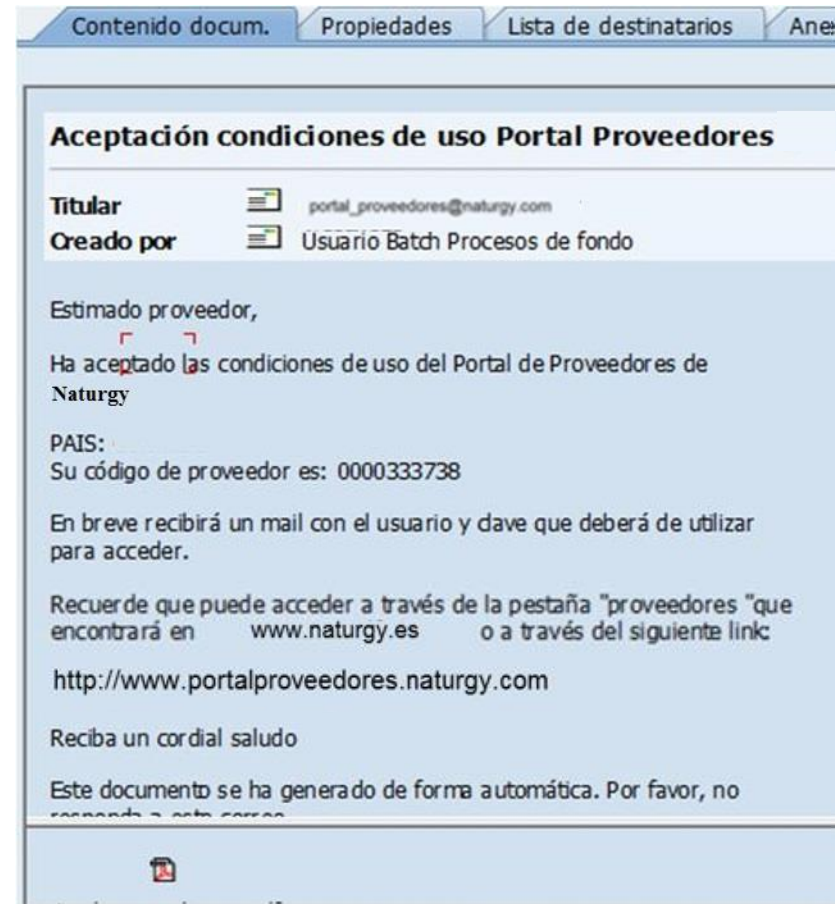 Contenido docum. Propiedades Lista de destinatarios
Aceptación condiciones de uso Portal Proveedores
Titular portal_proveedores@naturgy.com
Creado por Usuario Batch Procesos de fondo
Estimado proveedor,
Ha aceptado las condiciones de uso del Portal de Proveedores de
Naturgy
PAIS:
Su código de proveedor es: 0000333738
En breve recibirá un mail con el usuario y clave que deberá de utilizar
para acceder.
Recuerde que puede acceder a través de la pestaña "proveedores "que
encontrará en www.naturgy.es o a través del siguiente link:
http://www.portalproveedores.naturgy.com
Reciba un cordial saludo
Este documento se ha generado de forma automática. Por favor, no
responda a este correo